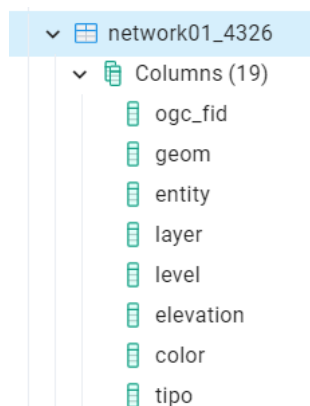 network01_4326
Columns (19)
ogc_fid
geom
entity
layer
level
elevation
color
tipo